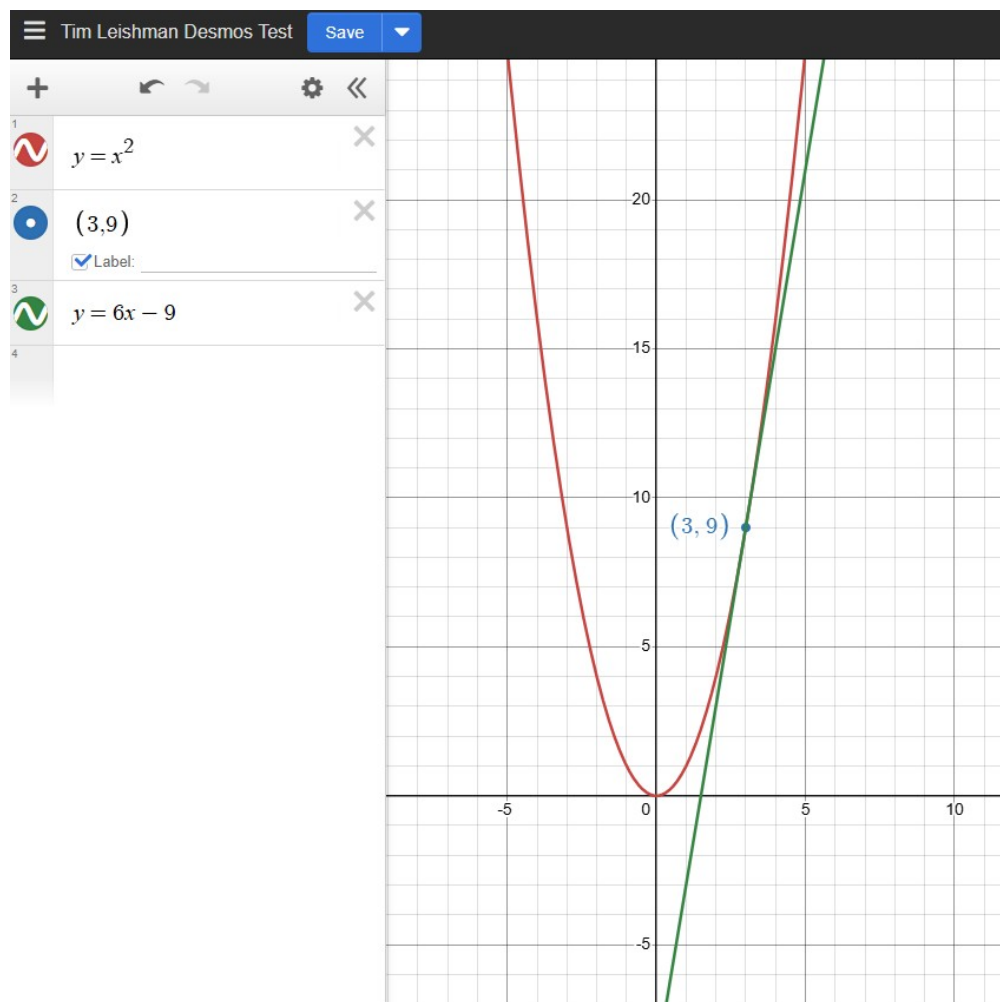 Tim Leishman Desmos Test Save
1
y = x²
2
(3,9)
Label:
3
y = 6x − 9
4
20
15
10
(3, 9)
5
-5 0 5 10
-5